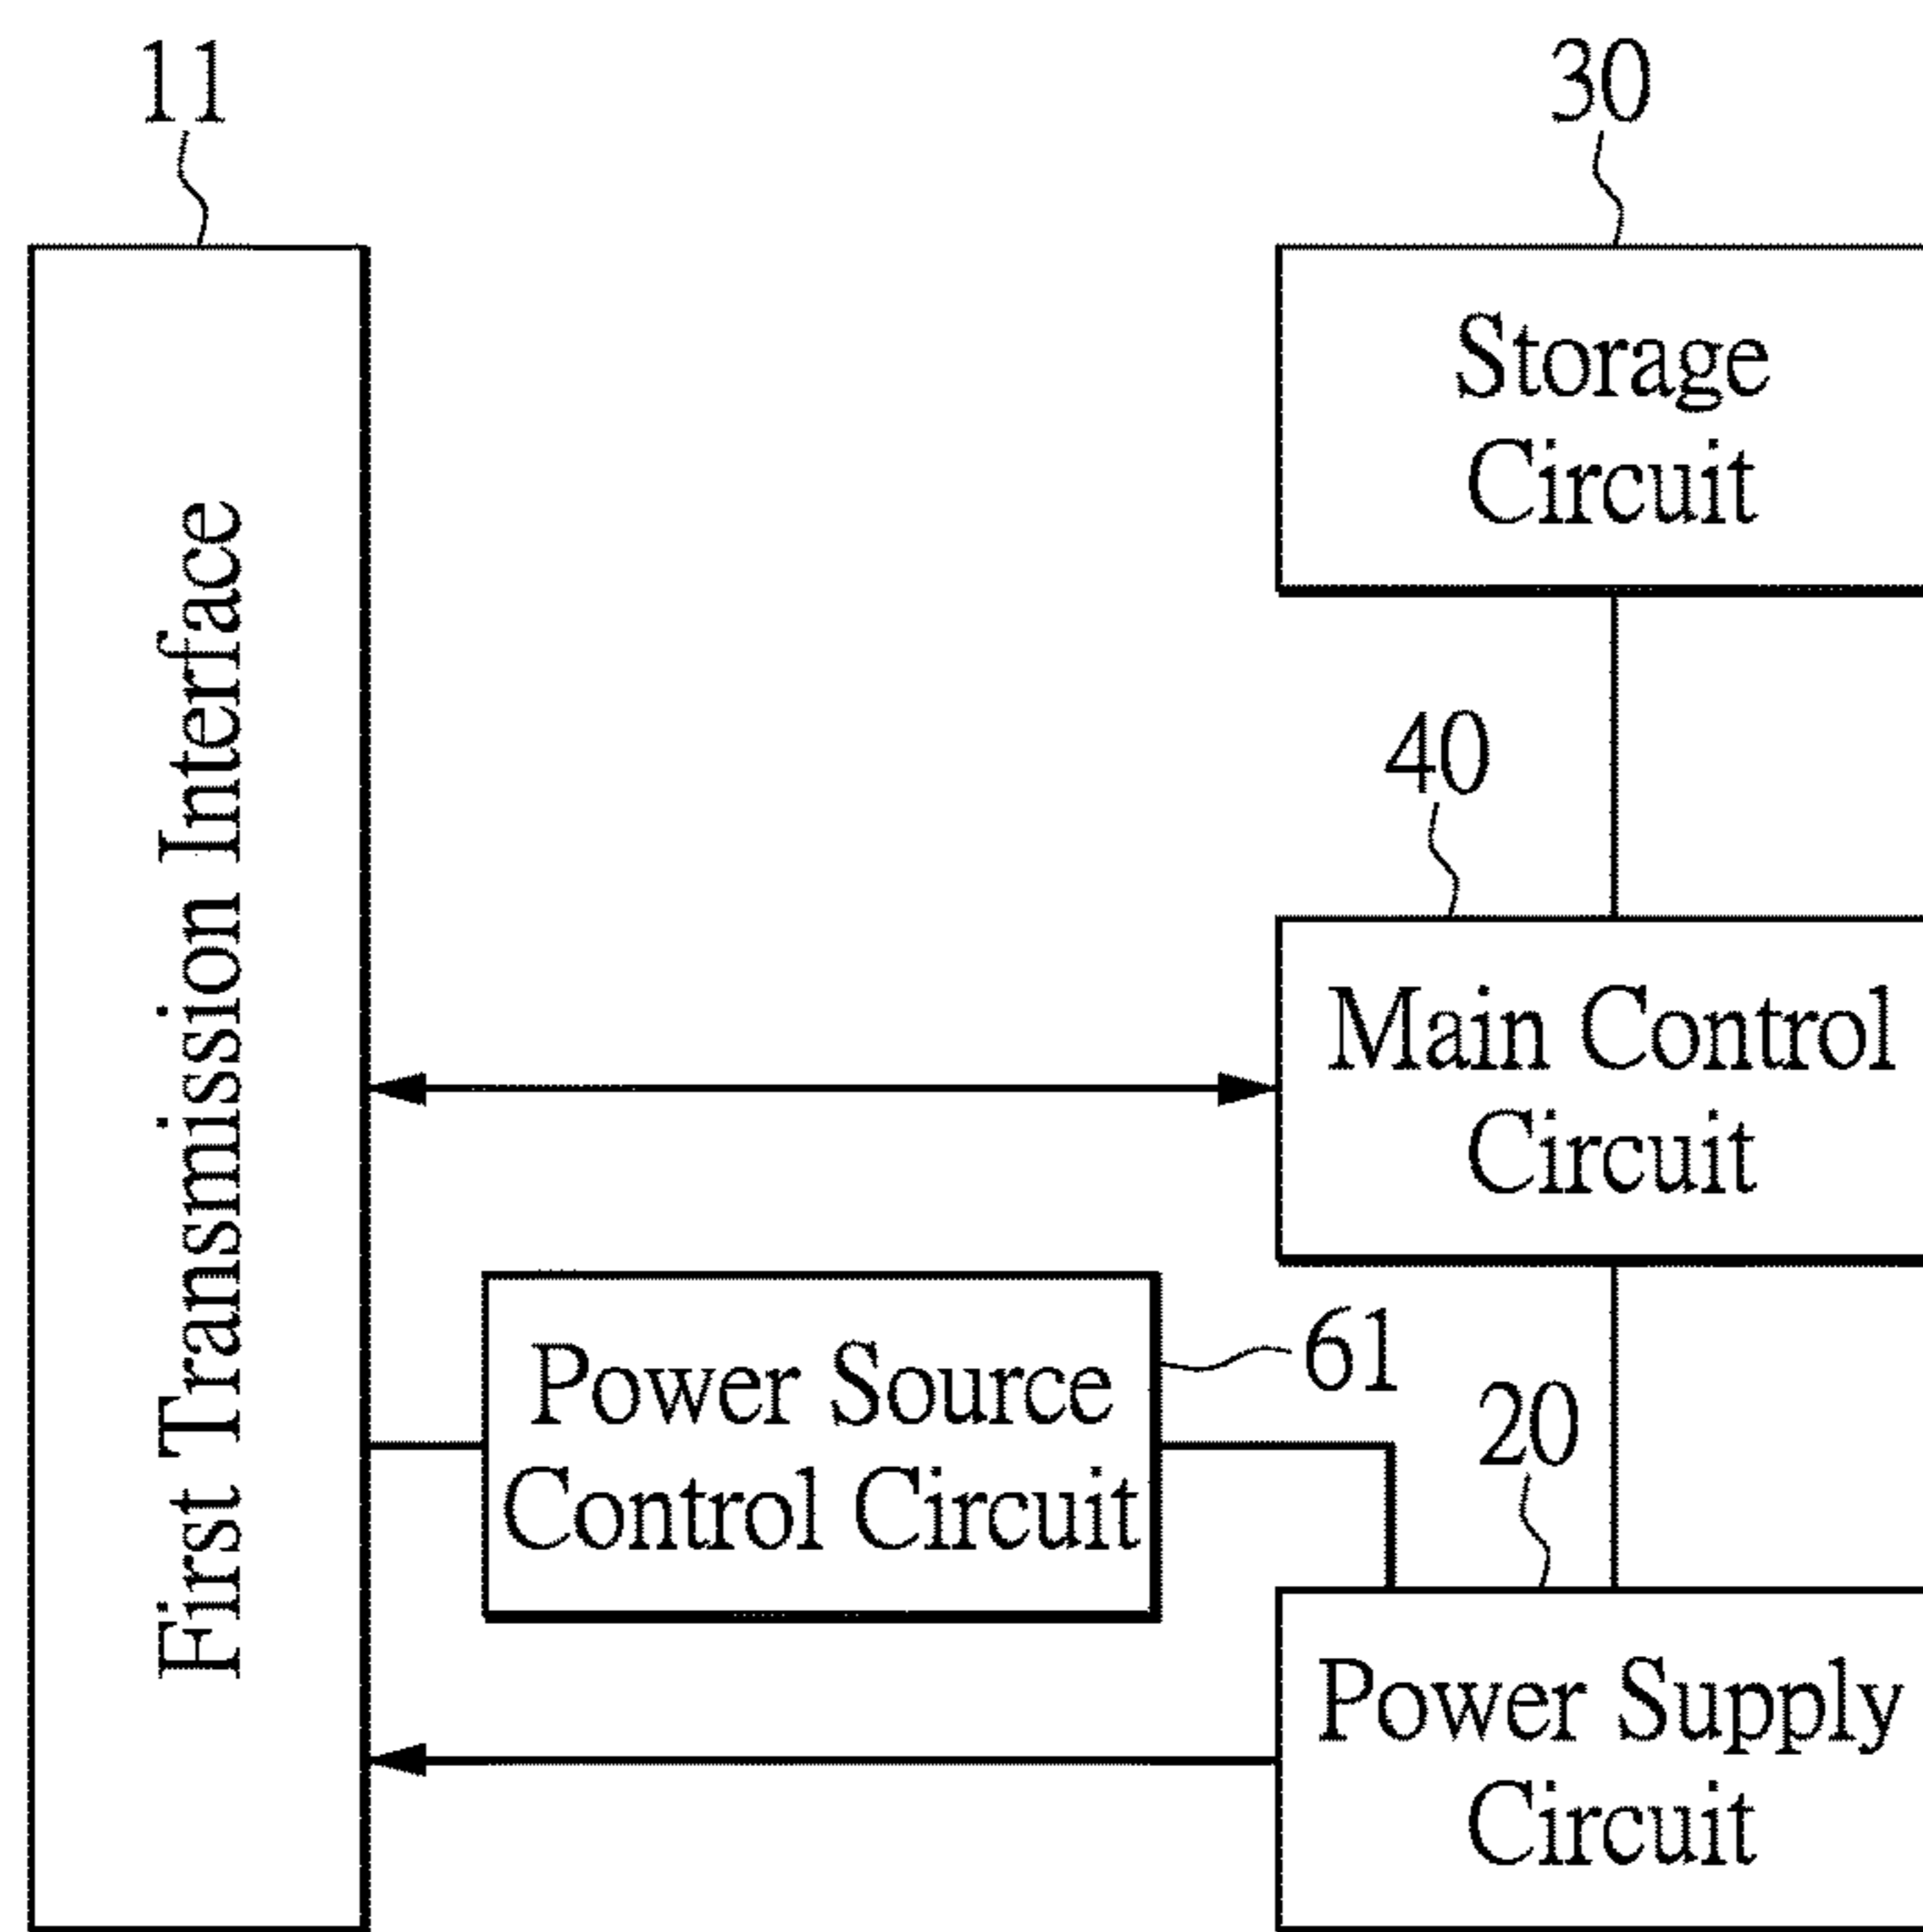 11
30
First Transmission Interface
Storage
Circuit
40
Main Control
Circuit
Power Source
Control Circuit
61
20
Power Supply
Circuit